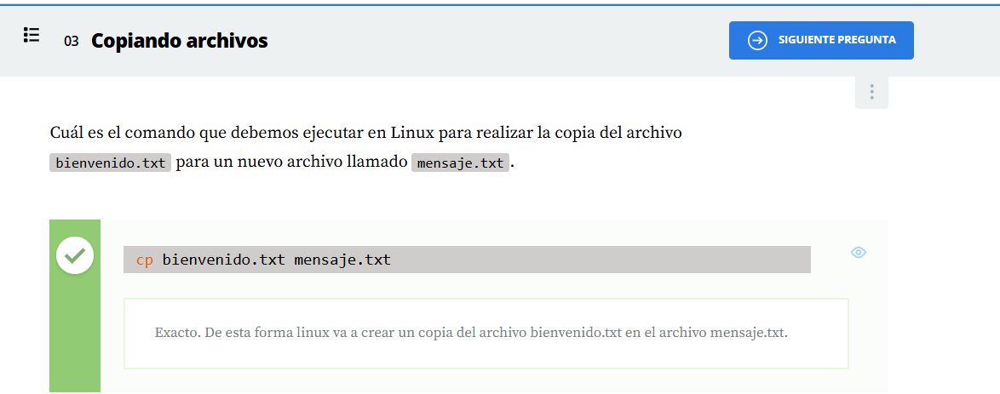 03 Copiando archivos
SIGUIENTE PREGUNTA
Cuál es el comando que debemos ejecutar en Linux para realizar la copia del archivo
bienvenido.txt para un nuevo archivo llamado mensaje.txt.
cp bienvenido.txt mensaje.txt
Exacto. De esta forma linux va a crear un copia del archivo bienvenido.txt en el archivo mensaje.txt.